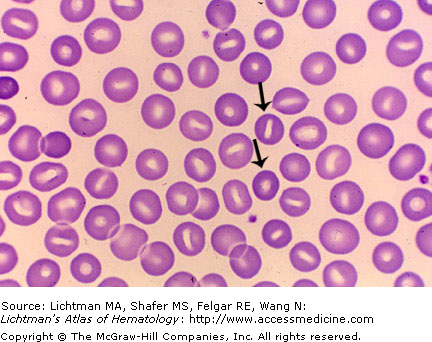 Source: Lichtman MA, Shafer MS, Felgar RE, Wang N:
Lichtman's Atlas of Hematology: http://www.accessmedicine.com
Copyright © The McGraw-Hill Companies, Inc. All rights reserved.